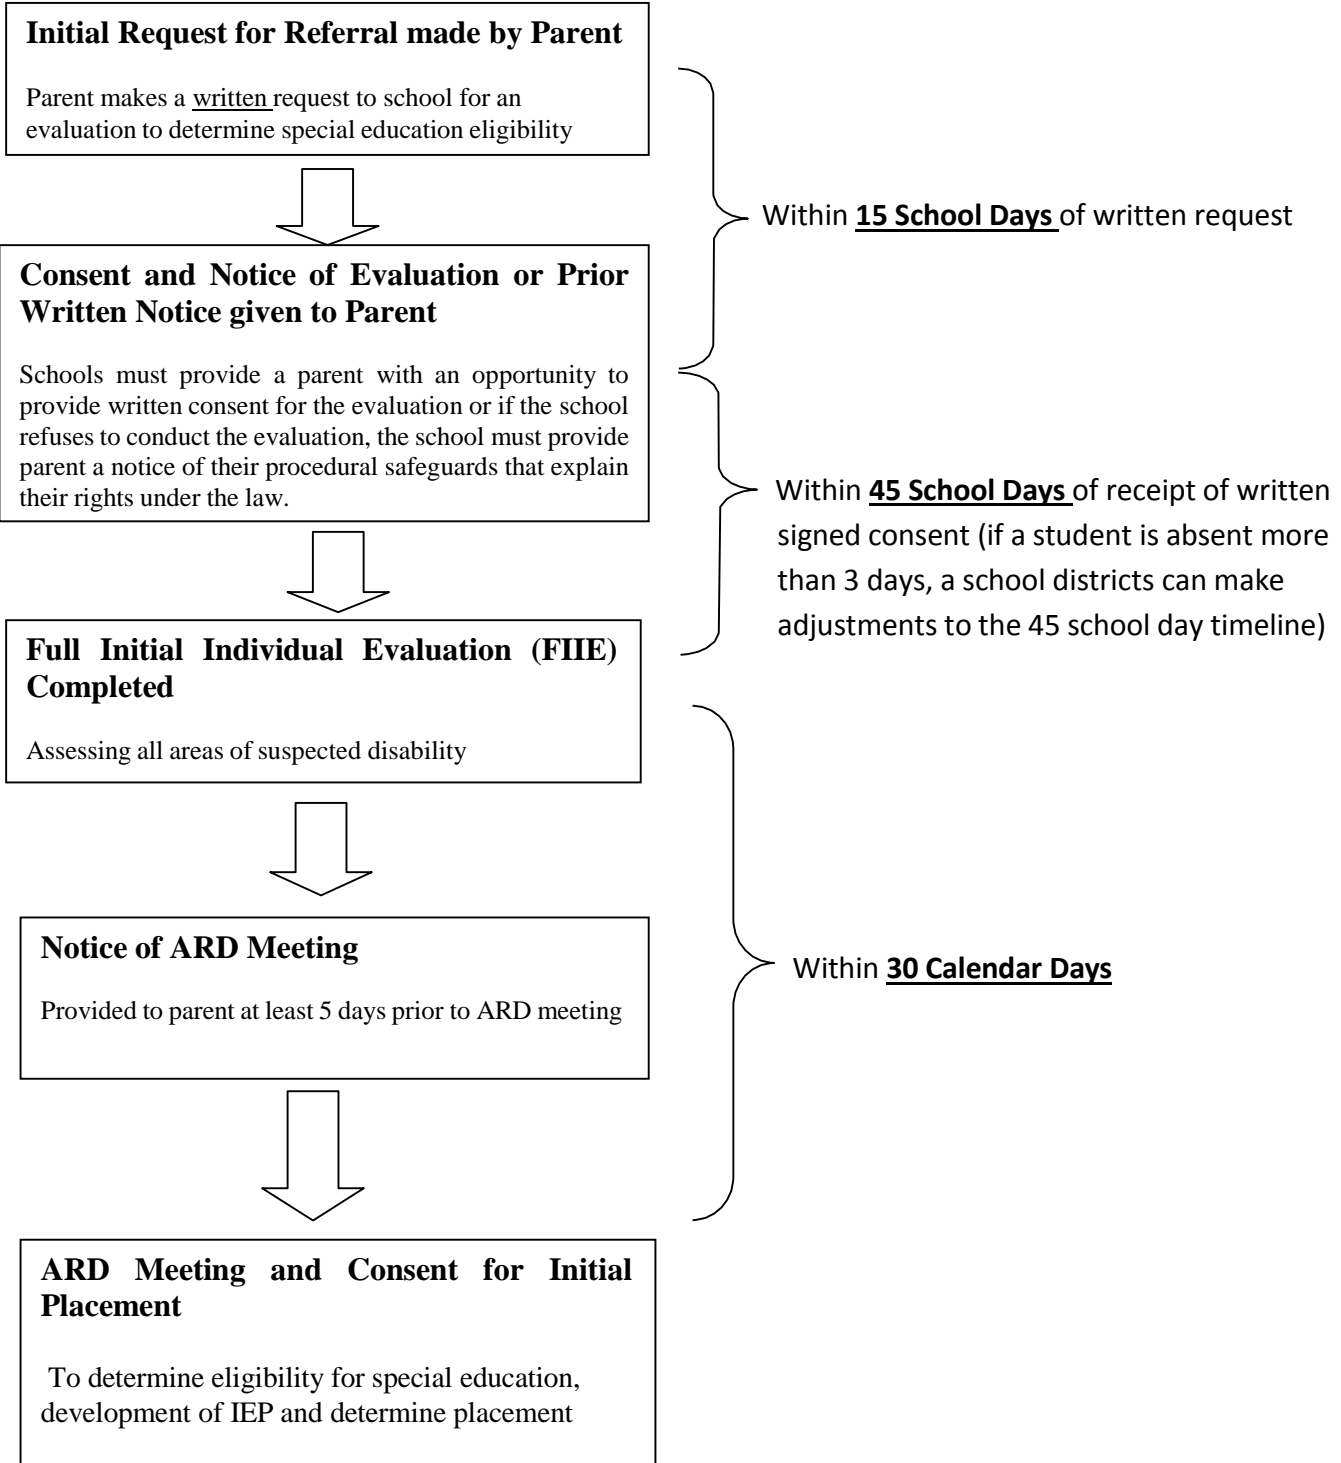 Initial Request for Referral made by Parent
Parent makes a written request to school for an
evaluation to determine special education eligibility
Within 15 School Days of written request
Consent and Notice of Evaluation or Prior
Written Notice given to Parent
Schools must provide a parent with an opportunity to
provide written consent for the evaluation or if the school
refuses to conduct the evaluation, the school must provide
parent a notice of their procedural safeguards that explain
their rights under the law.
Within 45 School Days of receipt of written
signed consent (if a student is absent more
than 3 days, a school districts can make
adjustments to the 45 school day timeline)
Full Initial Individual Evaluation (FIIE)
Completed
Assessing all areas of suspected disability
Notice of ARD Meeting
Provided to parent at least 5 days prior to ARD meeting
Within 30 Calendar Days
ARD Meeting and Consent for Initial
Placement
To determine eligibility for special education,
development of IEP and determine placement